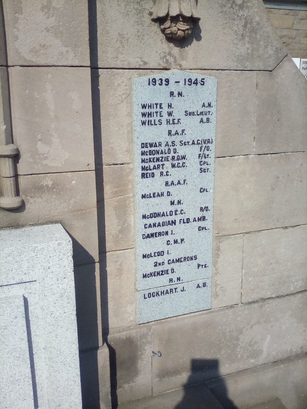 1939 - 1945
R.N.
WHITE H. A.N.
WHITE W. SUB.LIEUT.
WILLS H.E.F. A.B.
R.A.F.
DEWAR A.S. SGT.A.G.(V.R)
McDONALD G. F/O.
McKENZIE R.D.W. F/ST.
McLART W.C.C. CPL.
REID R.E. SGT.
R.A.A.F.
McLEAN D. CPL.
M.N.
McDONALD E.C. R/O.
CANADIAN FLD. AMB.
CAMERON I. CPL.
C.M.P.
McLEOD I.
2ND CAMERONS
McKENZIE D. PTE.
R.N.
LOCKHART. J. A.B.